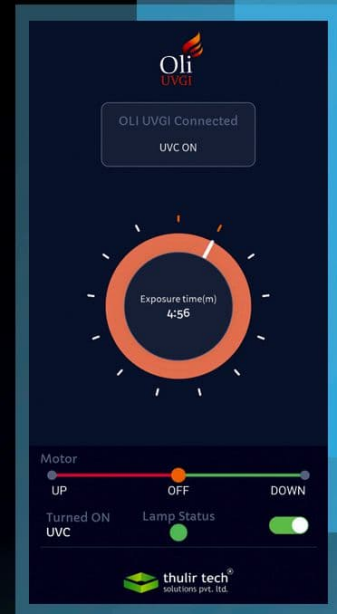 Oli
UVGI
OLI UVGI Connected
UVC ON
Exposure time(m)
4:56
Motor
UP OFF DOWN
Turned ON Lamp Status
UVC
thulir tech®
solutions pvt. ltd.